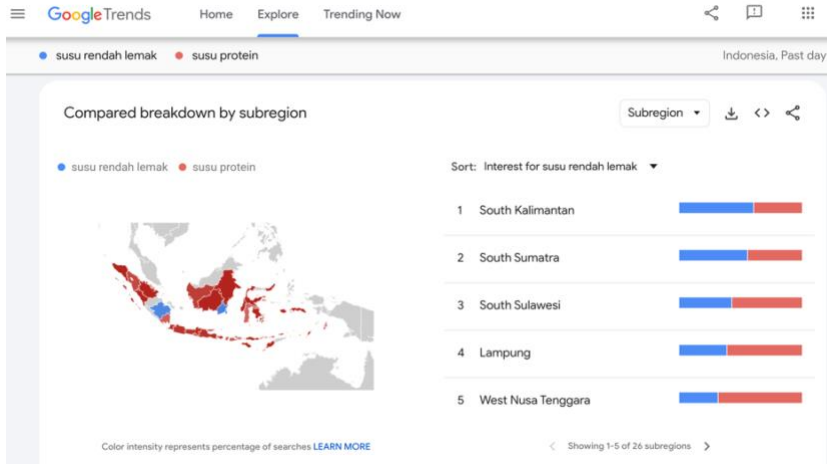 Google Trends Home Explore Trending Now
susu rendah lemak susu protein Indonesia, Past day
Compared breakdown by subregion Subregion
susu rendah lemak susu protein Sort: Interest for susu rendah lemak
1 South Kalimantan
2 South Sumatra
3 South Sulawesi
4 Lampung
5 West Nusa Tenggara
Color intensity represents percentage of searches LEARN MORE Showing 1-5 of 26 subregions